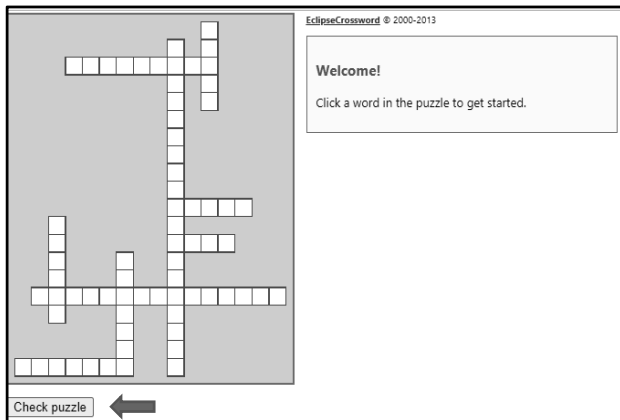 EclipseCrossword © 2000-2013
Welcome!
Click a word in the puzzle to get started.
Check puzzle